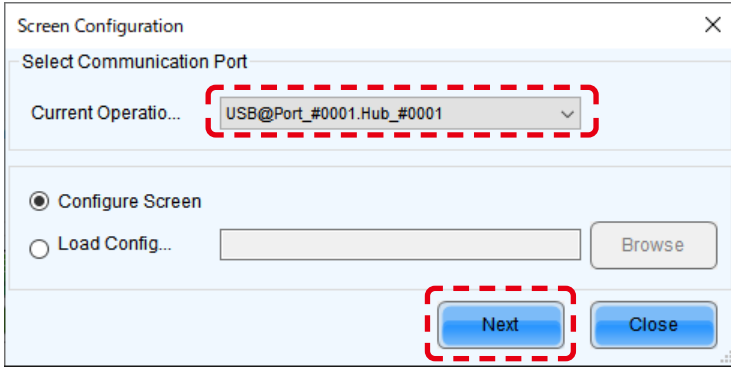 Screen Configuration
Select Communication Port
Current Operatio... USB@Port_#0001.Hub_#0001
Configure Screen
Load Config... Browse
Next Close